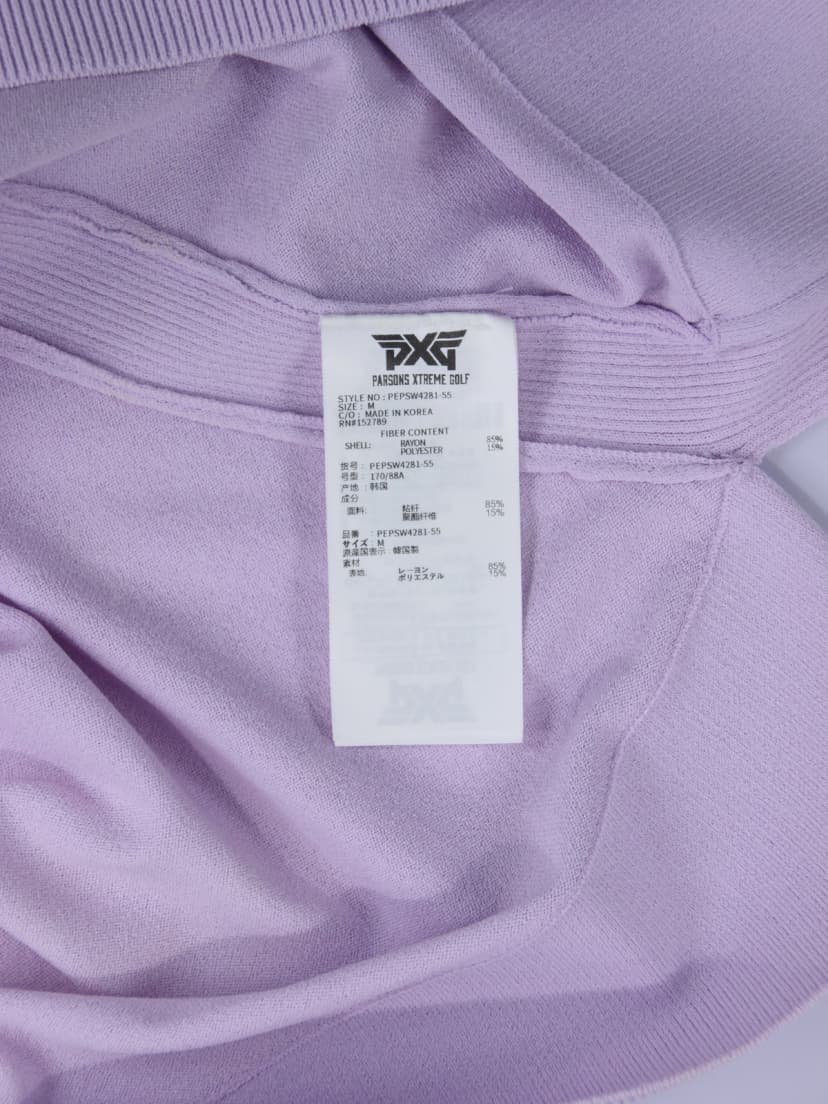 PXG
PARSONS XTREME GOLF
STYLE NO : PEPSW4281-55
SIZE : M
C/O : MADE IN KOREA
RN#152789
FIBER CONTENT
SHELL: RAYON 85%
POLYESTER 15%
货号 : PEPSW4281-55
号型 : 170/88A
产地 : 韩国
成分
面料: 粘纤 85%
聚酯纤维 15%
品番 : PEPSW4281-55
サイズ : M
原産国表示 : 韓国製
素材
表地: レーヨン 85%
ポリエステル 15%